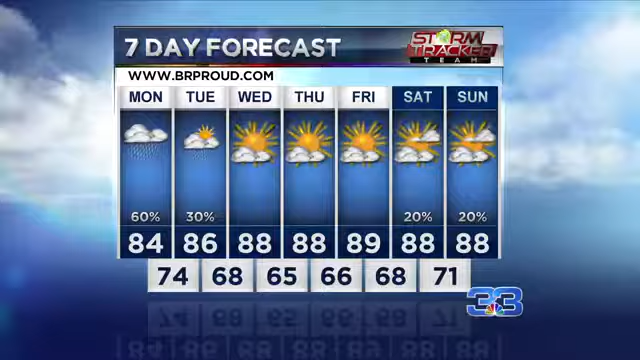 7 DAY FORECAST
STORM
TRACKER
TEAM
WWW.BRPROUD.COM
MON TUE WED THU FRI SAT SUN
60% 30% 20% 20%
84 86 88 88 89 88 88
74 68 65 66 68 71
33